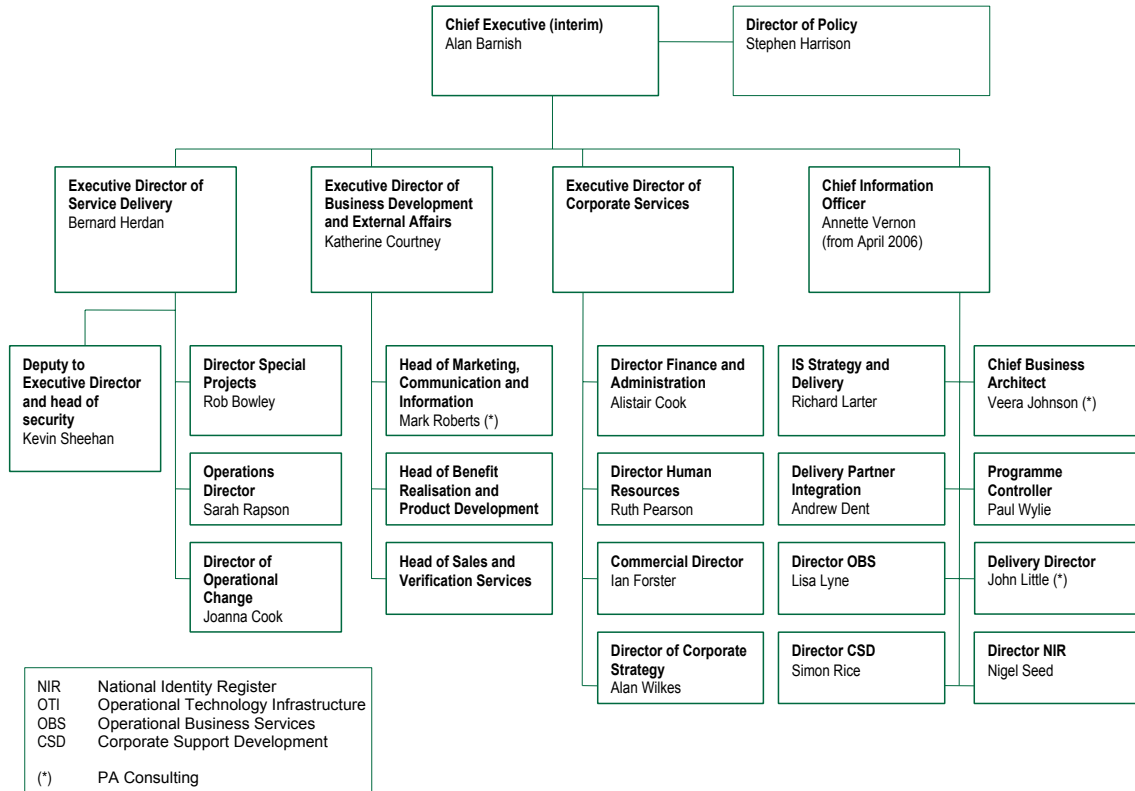 Chief Executive (interim)
Alan Barnish
Director of Policy
Stephen Harrison
Executive Director of
Service Delivery
Bernard Herdan
Executive Director of
Business Development
and External Affairs
Katherine Courtney
Executive Director of
Corporate Services
Chief Information
Officer
Annette Vernon
(from April 2006)
Deputy to
Executive Director
and head of
security
Kevin Sheehan
Director Special
Projects
Rob Bowley
Head of Marketing,
Communication and
Information
Mark Roberts (*)
Director Finance and
Administration
Alistair Cook
IS Strategy and
Delivery
Richard Larter
Chief Business
Architect
Veera Johnson (*)
Operations
Director
Sarah Rapson
Head of Benefit
Realisation and
Product Development
Director Human
Resources
Ruth Pearson
Delivery Partner
Integration
Andrew Dent
Programme
Controller
Paul Wylie
Director of
Operational
Change
Joanna Cook
Head of Sales and
Verification Services
Commercial Director
Ian Forster
Director OBS
Lisa Lyne
Delivery Director
John Little (*)
Director of Corporate
Strategy
Alan Wilkes
Director CSD
Simon Rice
Director NIR
Nigel Seed
NIR National Identity Register
OTI Operational Technology Infrastructure
OBS Operational Business Services
CSD Corporate Support Development
(*) PA Consulting